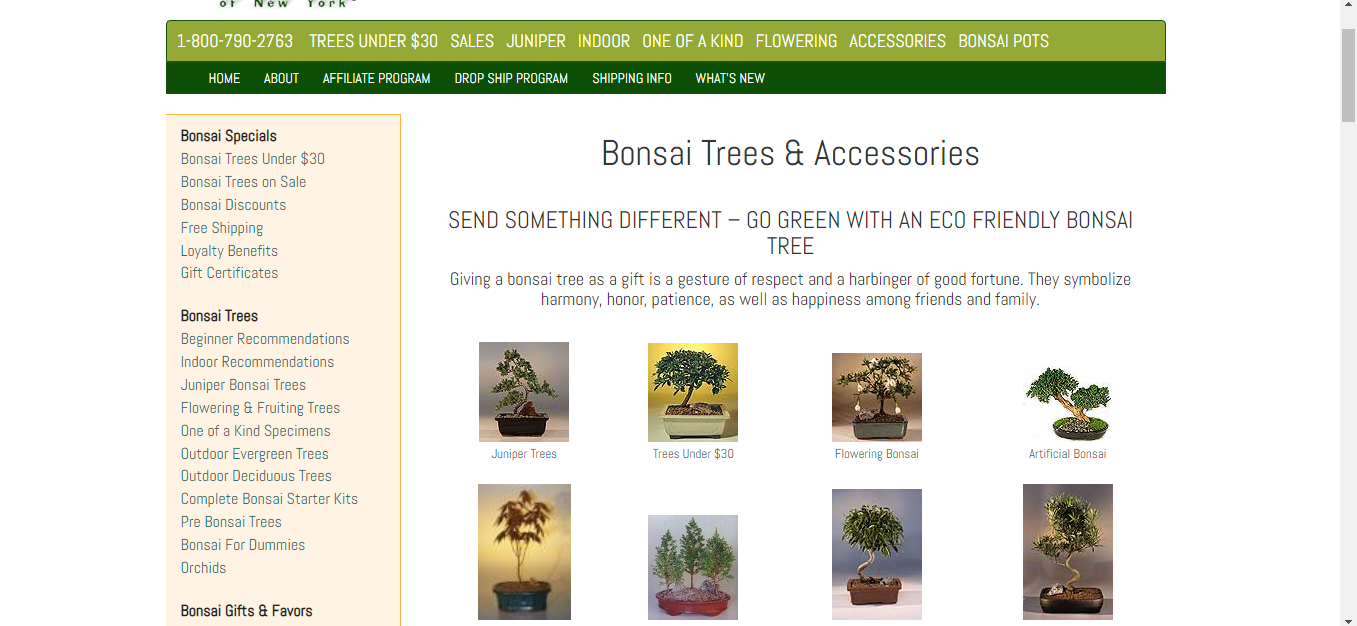 of New York
1-800-790-2763 TREES UNDER $30 SALES JUNIPER INDOOR ONE OF A KIND FLOWERING ACCESSORIES BONSAI POTS
HOME ABOUT AFFILIATE PROGRAM DROP SHIP PROGRAM SHIPPING INFO WHAT'S NEW
Bonsai Specials
Bonsai Trees Under $30
Bonsai Trees on Sale
Bonsai Discounts
Free Shipping
Loyalty Benefits
Gift Certificates
Bonsai Trees
Beginner Recommendations
Indoor Recommendations
Juniper Bonsai Trees
Flowering & Fruiting Trees
One of a Kind Specimens
Outdoor Evergreen Trees
Outdoor Deciduous Trees
Complete Bonsai Starter Kits
Pre Bonsai Trees
Bonsai For Dummies
Orchids
Bonsai Gifts & Favors
Bonsai Trees & Accessories
SEND SOMETHING DIFFERENT – GO GREEN WITH AN ECO FRIENDLY BONSAI
TREE
Giving a bonsai tree as a gift is a gesture of respect and a harbinger of good fortune. They symbolize
harmony, honor, patience, as well as happiness among friends and family.
Juniper Trees
Trees Under $30
Flowering Bonsai
Artificial Bonsai